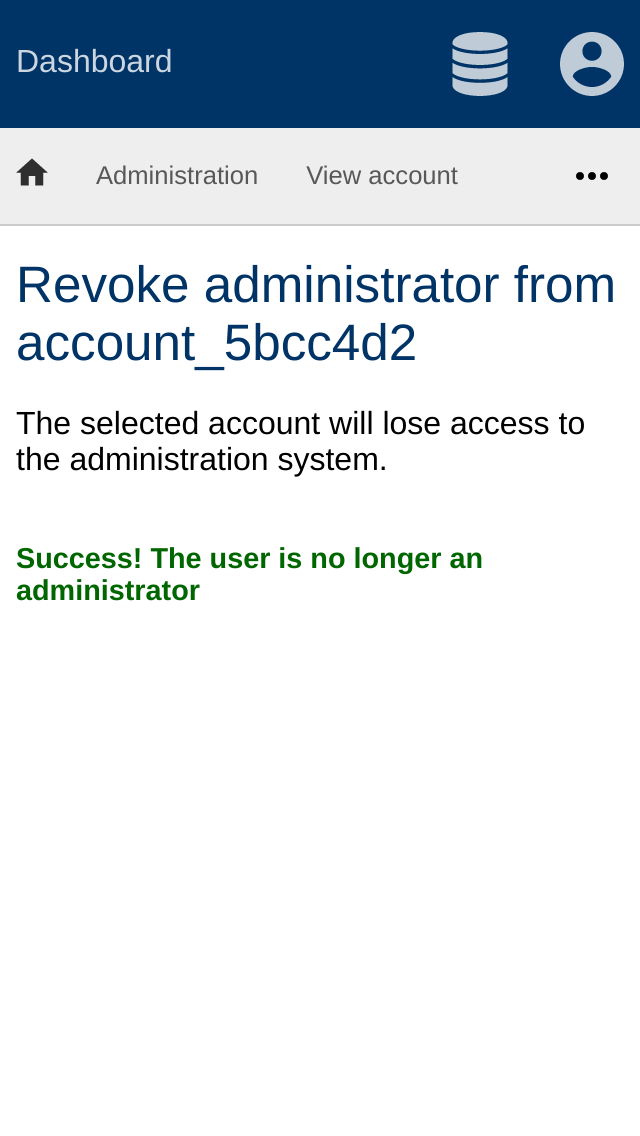 Dashboard
Administration
View account
Revoke administrator from
account_5bcc4d2
The selected account will lose access to
the administration system.
Success! The user is no longer an
administrator